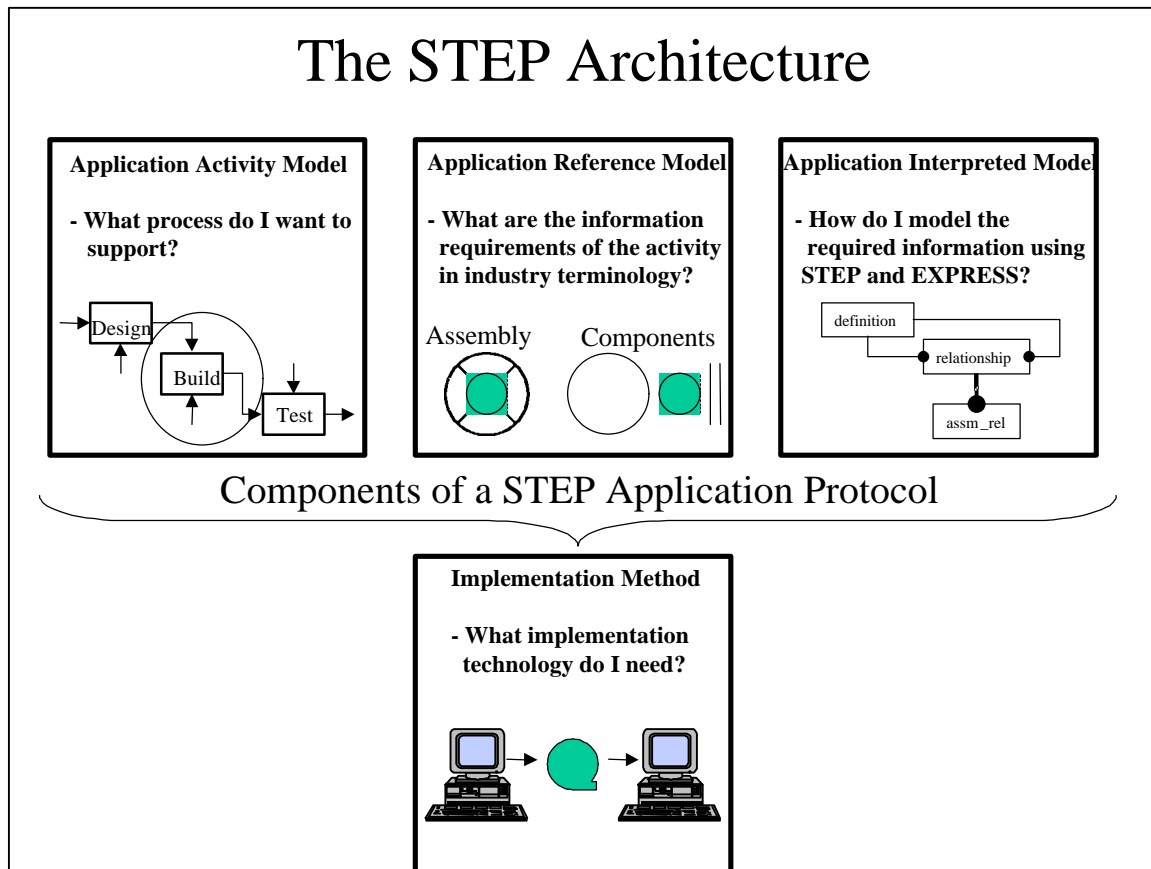 The STEP Architecture
Application Activity Model
- What process do I want to
support?
Design
Build
Test
Application Reference Model
- What are the information
requirements of the activity
in industry terminology?
Assembly
Components
Application Interpreted Model
- How do I model the
required information using
STEP and EXPRESS?
definition
relationship
assm_rel
Components of a STEP Application Protocol
Implementation Method
- What implementation
technology do I need?